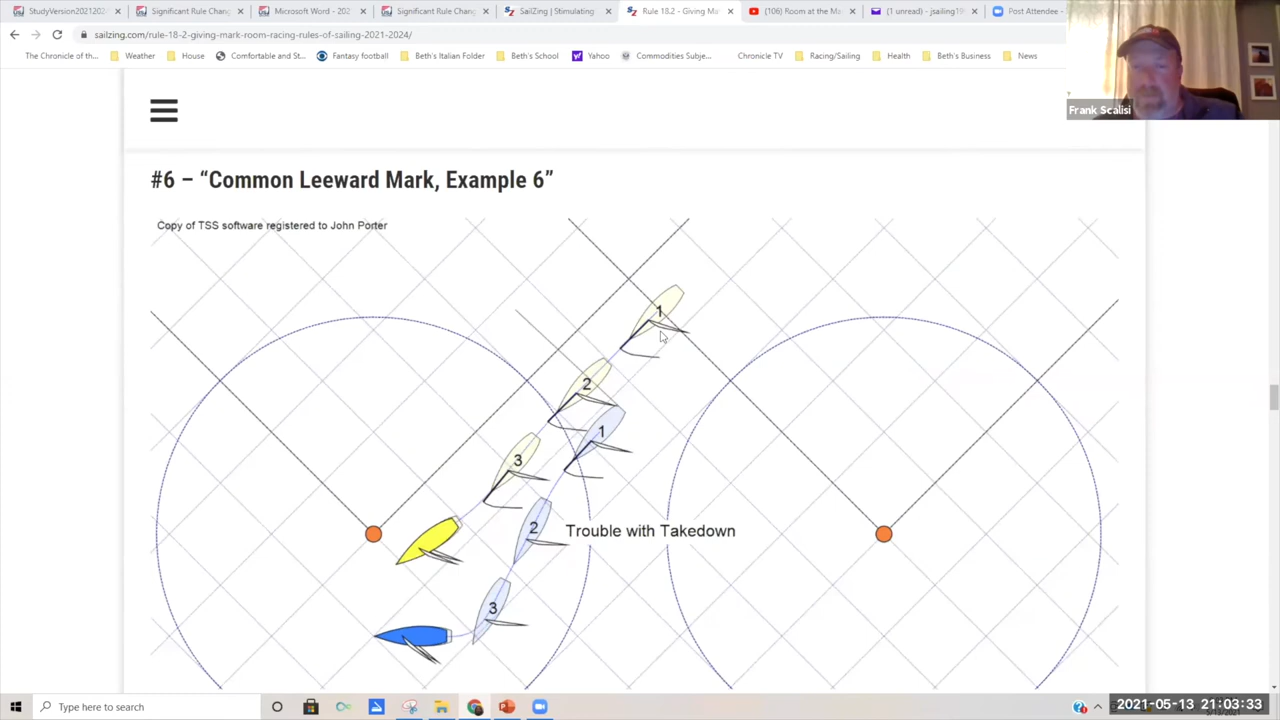 StudyVersion2021202
Significant Rule Chang
Microsoft Word - 202
Significant Rule Chang
SailZing | Stimulating
Rule 18.2 - Giving Ma
(106) Room at the Ma
(1 unread) - jsailing19
Post Attendee -
sailzing.com/rule-18-2-giving-mark-room-racing-rules-of-sailing-2021-2024/
The Chronicle of th...
Weather
House
Comfortable and St...
Fantasy football
Beth's Italian Folder
Beth's School
Yahoo
Commodities Subje...
Chronicle TV
Racing/Sailing
Health
Beth's Business
News
Frank Scalisi
#6 – “Common Leeward Mark, Example 6”
Copy of TSS software registered to John Porter
1
2
1
3
2
Trouble with Takedown
3
Type here to search
2021-05-13 21:03:33